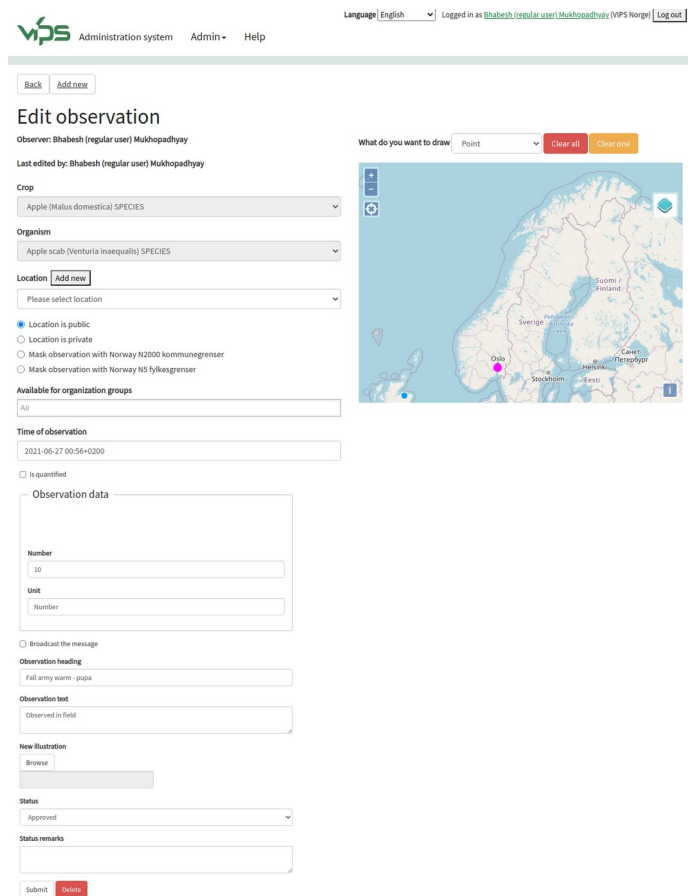 Language English Logged in as Bhabesh (regular user) Mukhopadhyay (VIPS Norge) Log out
VIPS Administration system Admin Help
Back Add new
Edit observation
Observer: Bhabesh (regular user) Mukhopadhyay
Last edited by: Bhabesh (regular user) Mukhopadhyay
Crop
Apple (Malus domestica) SPECIES
Organism
Apple scab (Venturia inaequalis) SPECIES
Location Add new
Please select location
Location is public
Location is private
Mask observation with Norway N2000 kommunegrenser
Mask observation with Norway N5 fylkesgrenser
Available for organization groups
All
Time of observation
2021-06-27 00:56+0200
Is quantified
Observation data
Number
10
Unit
Number
Broadcast the message
Observation heading
Fall army warm - pupa
Observation text
Observed in field
New illustration
Browse
Status
Approved
Status remarks
Submit Delete
What do you want to draw Point Clear all Clear one
+
−
Suomi /
Finland
Sverige
Oslo
Санкт-
Петербург
Helsinki
Stockholm
Eesti
i